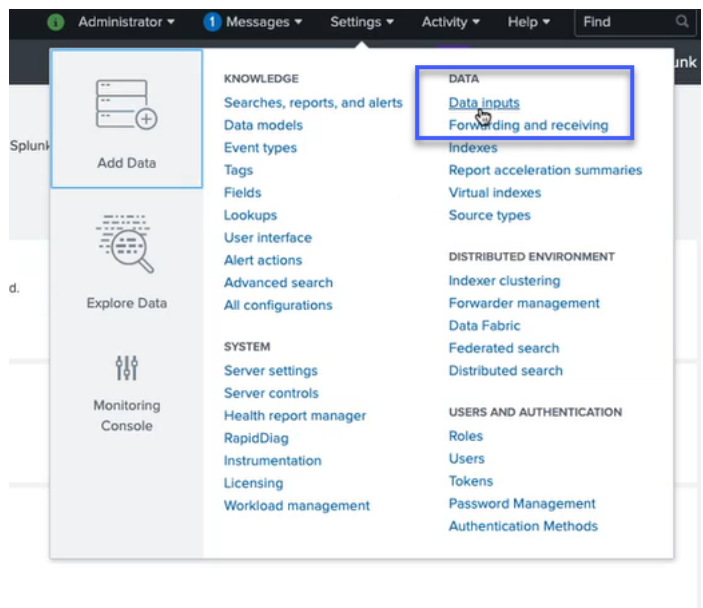 i Administrator Messages 1 Settings Activity Help Find
unk
Splunk
d.
Add Data
Explore Data
Monitoring
Console
KNOWLEDGE
Searches, reports, and alerts
Data models
Event types
Tags
Fields
Lookups
User interface
Alert actions
Advanced search
All configurations
SYSTEM
Server settings
Server controls
Health report manager
RapidDiag
Instrumentation
Licensing
Workload management
DATA
Data inputs
Forwarding and receiving
Indexes
Report acceleration summaries
Virtual indexes
Source types
DISTRIBUTED ENVIRONMENT
Indexer clustering
Forwarder management
Data Fabric
Federated search
Distributed search
USERS AND AUTHENTICATION
Roles
Users
Tokens
Password Management
Authentication Methods